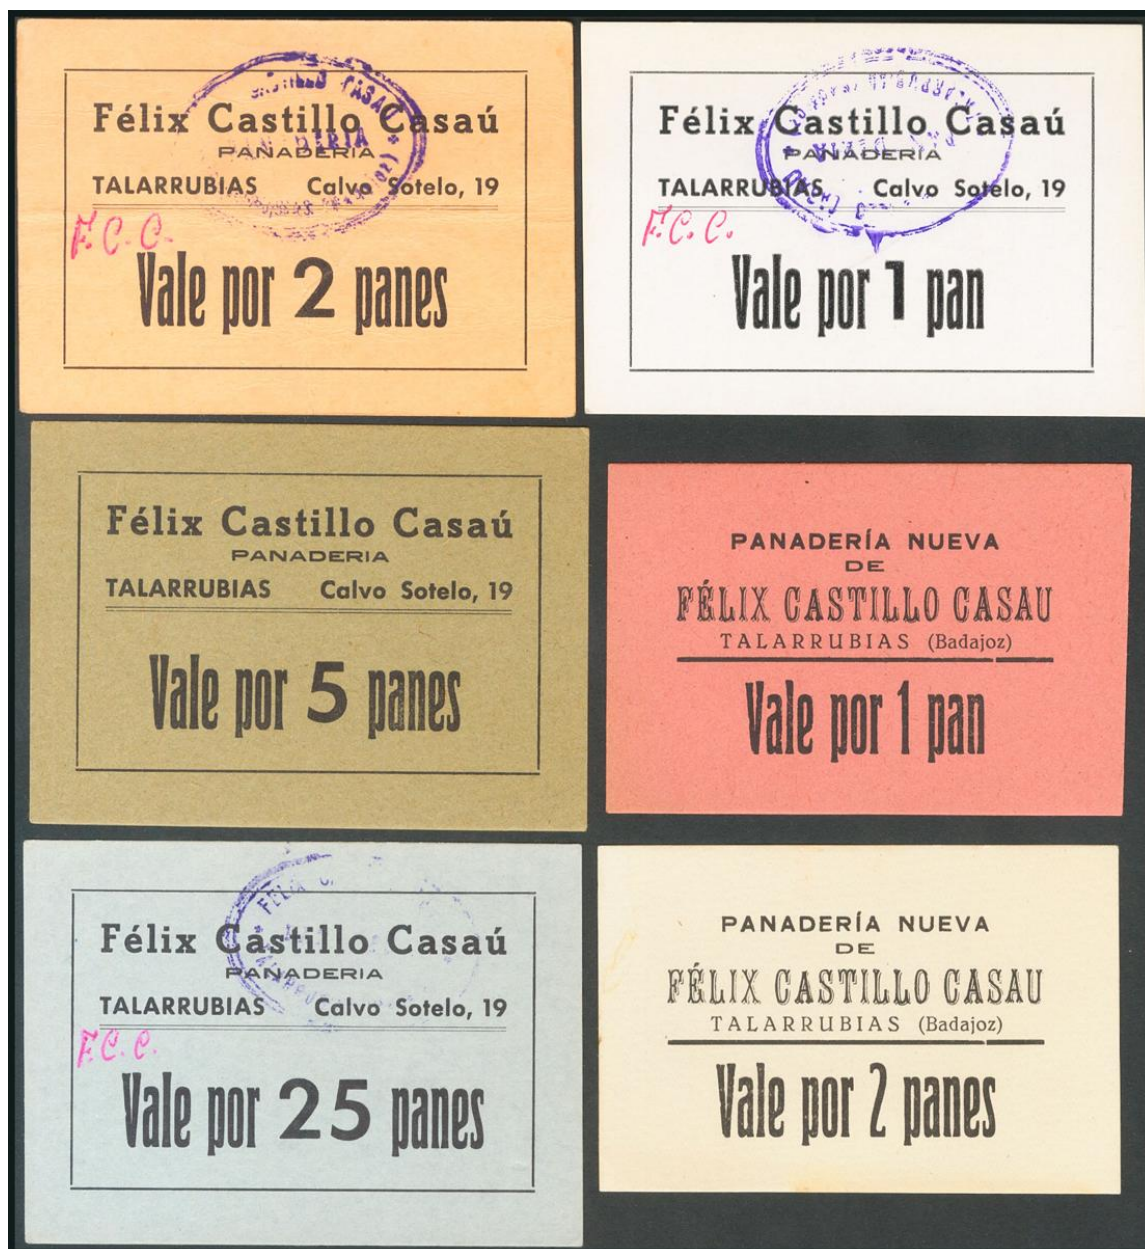 Félix Castillo Casaú
PANADERIA
TALARRUBIAS Calvo Sotelo, 19
F. C. C.
Vale por 2 panes
CASTILLO CASAU
Félix Castillo Casaú
PANADERIA
TALARRUBIAS Calvo Sotelo, 19
F. C. C.
Vale por 1 pan
Félix Castillo Casaú
PANADERIA
TALARRUBIAS Calvo Sotelo, 19
Vale por 5 panes
PANADERÍA NUEVA
DE
FÉLIX CASTILLO CASAU
TALARRUBIAS (Badajoz)
Vale por 1 pan
Félix Castillo Casaú
PANADERIA
TALARRUBIAS Calvo Sotelo, 19
F. C. C.
Vale por 25 panes
FELIX
PANADERÍA NUEVA
DE
FÉLIX CASTILLO CASAU
TALARRUBIAS (Badajoz)
Vale por 2 panes